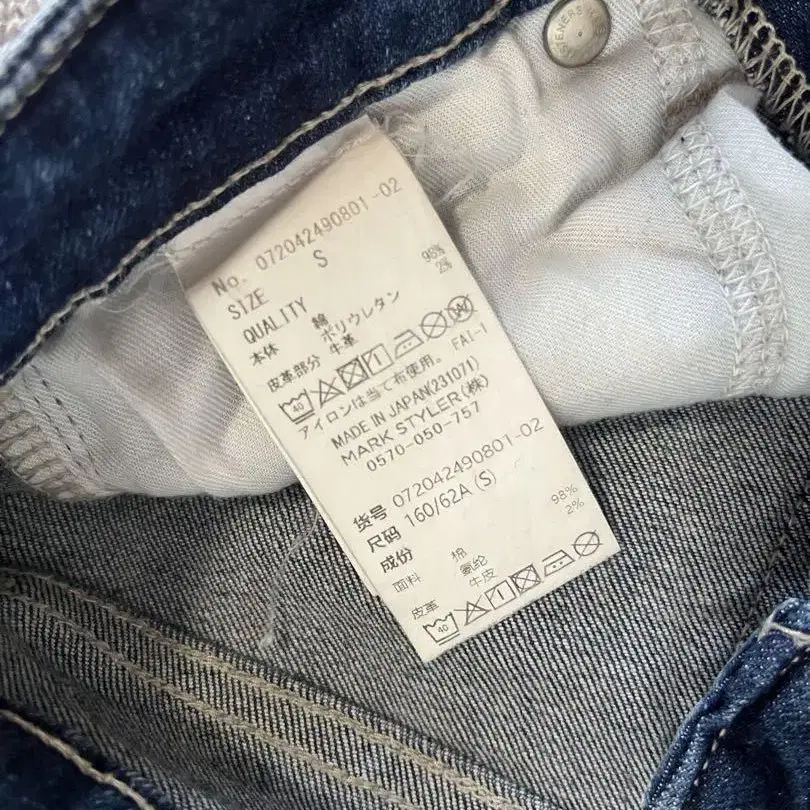 No. 072042490801-02
SIZE S
QUALITY
本体 綿 98%
ポリウレタン 2%
皮革部分 牛革
40
アイロンは当て布使用。 FA1-1
MADE IN JAPAN(231071)
MARK STYLER(株)
0570-050-757
货号 072042490801-02
尺码 160/62A(S)
成份
面料 棉 98%
氨纶 2%
皮革 牛皮
40